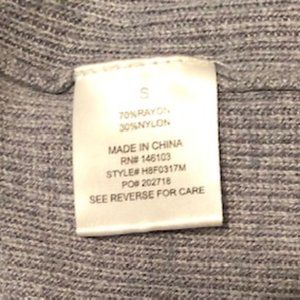 S
70%RAYON
30%NYLON
MADE IN CHINA
RN# 146103
STYLE# H8F0317M
PO# 202718
SEE REVERSE FOR CARE